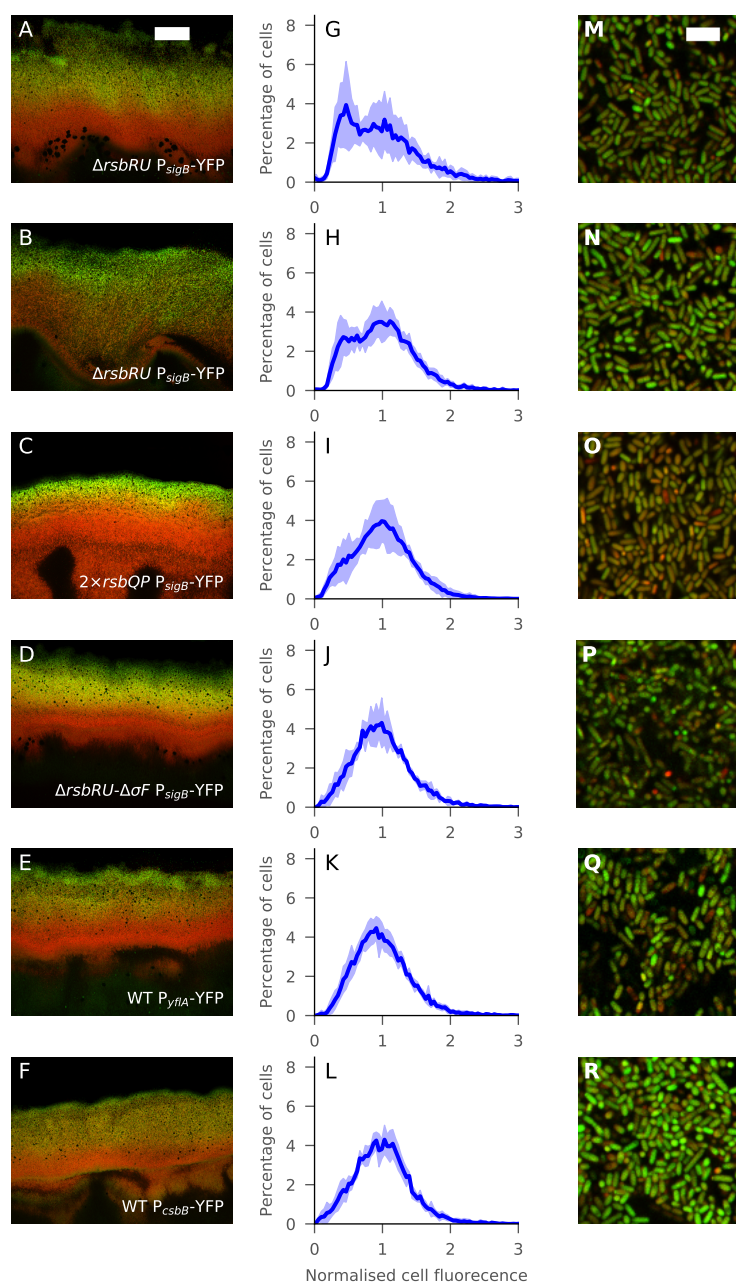 A
ΔrsbRU PsigB-YFP
G
Percentage of cells
8
6
4
2
0
0 1 2 3
M
B
ΔrsbRU PsigB-YFP
H
Percentage of cells
8
6
4
2
0
0 1 2 3
N
C
2×rsbQP PsigB-YFP
I
Percentage of cells
8
6
4
2
0
0 1 2 3
O
D
ΔrsbRU-ΔσF PsigB-YFP
J
Percentage of cells
8
6
4
2
0
0 1 2 3
P
E
WT PyflA-YFP
K
Percentage of cells
8
6
4
2
0
0 1 2 3
Q
F
WT PcsbB-YFP
L
Percentage of cells
8
6
4
2
0
0 1 2 3
Normalised cell fluorecence
R